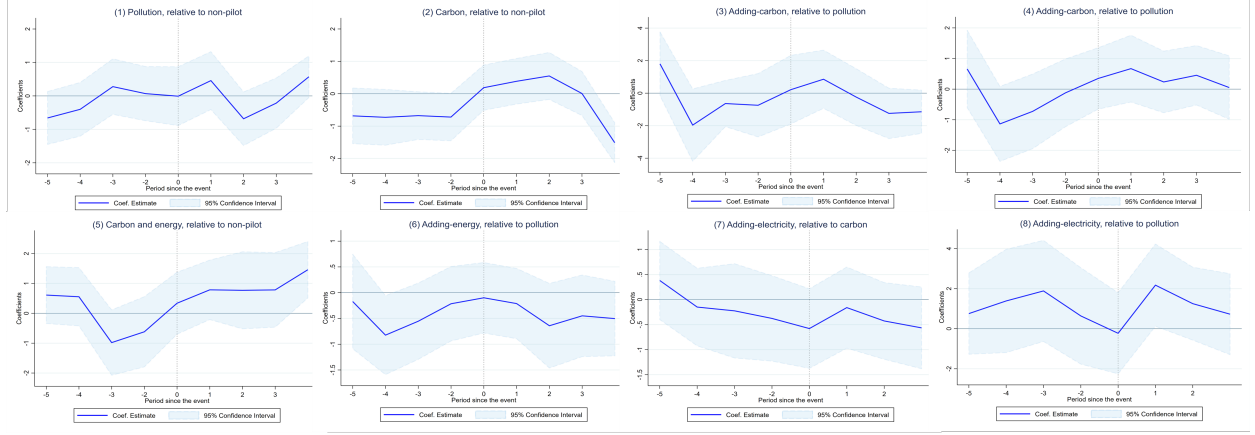 (1) Pollution, relative to non-pilot
Coefficients
2
1
0
-1
-2
-5 -4 -3 -2 0 1 2 3
Period since the event
Coef. Estimate 95% Confidence Interval
(2) Carbon, relative to non-pilot
Coefficients
2
1
0
-1
-2
-5 -4 -3 -2 0 1 2 3
Period since the event
Coef. Estimate 95% Confidence Interval
(3) Adding-carbon, relative to pollution
Coefficients
4
2
0
-2
-4
-5 -4 -3 -2 0 1 2 3
Period since the event
Coef. Estimate 95% Confidence Interval
(4) Adding-carbon, relative to pollution
Coefficients
2
1
0
-1
-2
-5 -4 -3 -2 0 1 2 3
Period since the event
Coef. Estimate 95% Confidence Interval
(5) Carbon and energy, relative to non-pilot
Coefficients
2
1
0
-1
-2
-5 -4 -3 -2 0 1 2 3
Period since the event
Coef. Estimate 95% Confidence Interval
(6) Adding-energy, relative to pollution
Coefficients
1
.5
0
-.5
-1
-1.5
-5 -4 -3 -2 0 1 2 3
Period since the event
Coef. Estimate 95% Confidence Interval
(7) Adding-electricity, relative to carbon
Coefficients
1
.5
0
-.5
-1
-1.5
-5 -4 -3 -2 0 1 2
Period since the event
Coef. Estimate 95% Confidence Interval
(8) Adding-electricity, relative to pollution
Coefficients
4
2
0
-2
-5 -4 -3 -2 0 1 2
Period since the event
Coef. Estimate 95% Confidence Interval